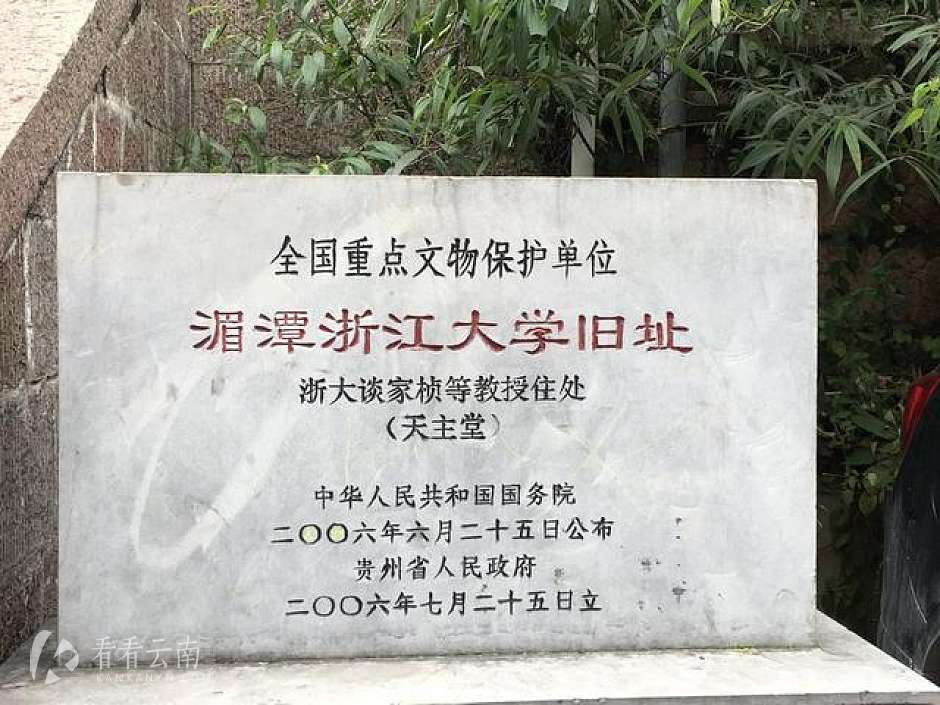 全国重点文物保护单位
湄潭浙江大学旧址
浙大谈家桢等教授住处
（天主堂）
中华人民共和国国务院
二〇〇六年六月二十五日公布
贵州省人民政府
二〇〇六年七月二十五日立
看看云南
KANKANYN.COM